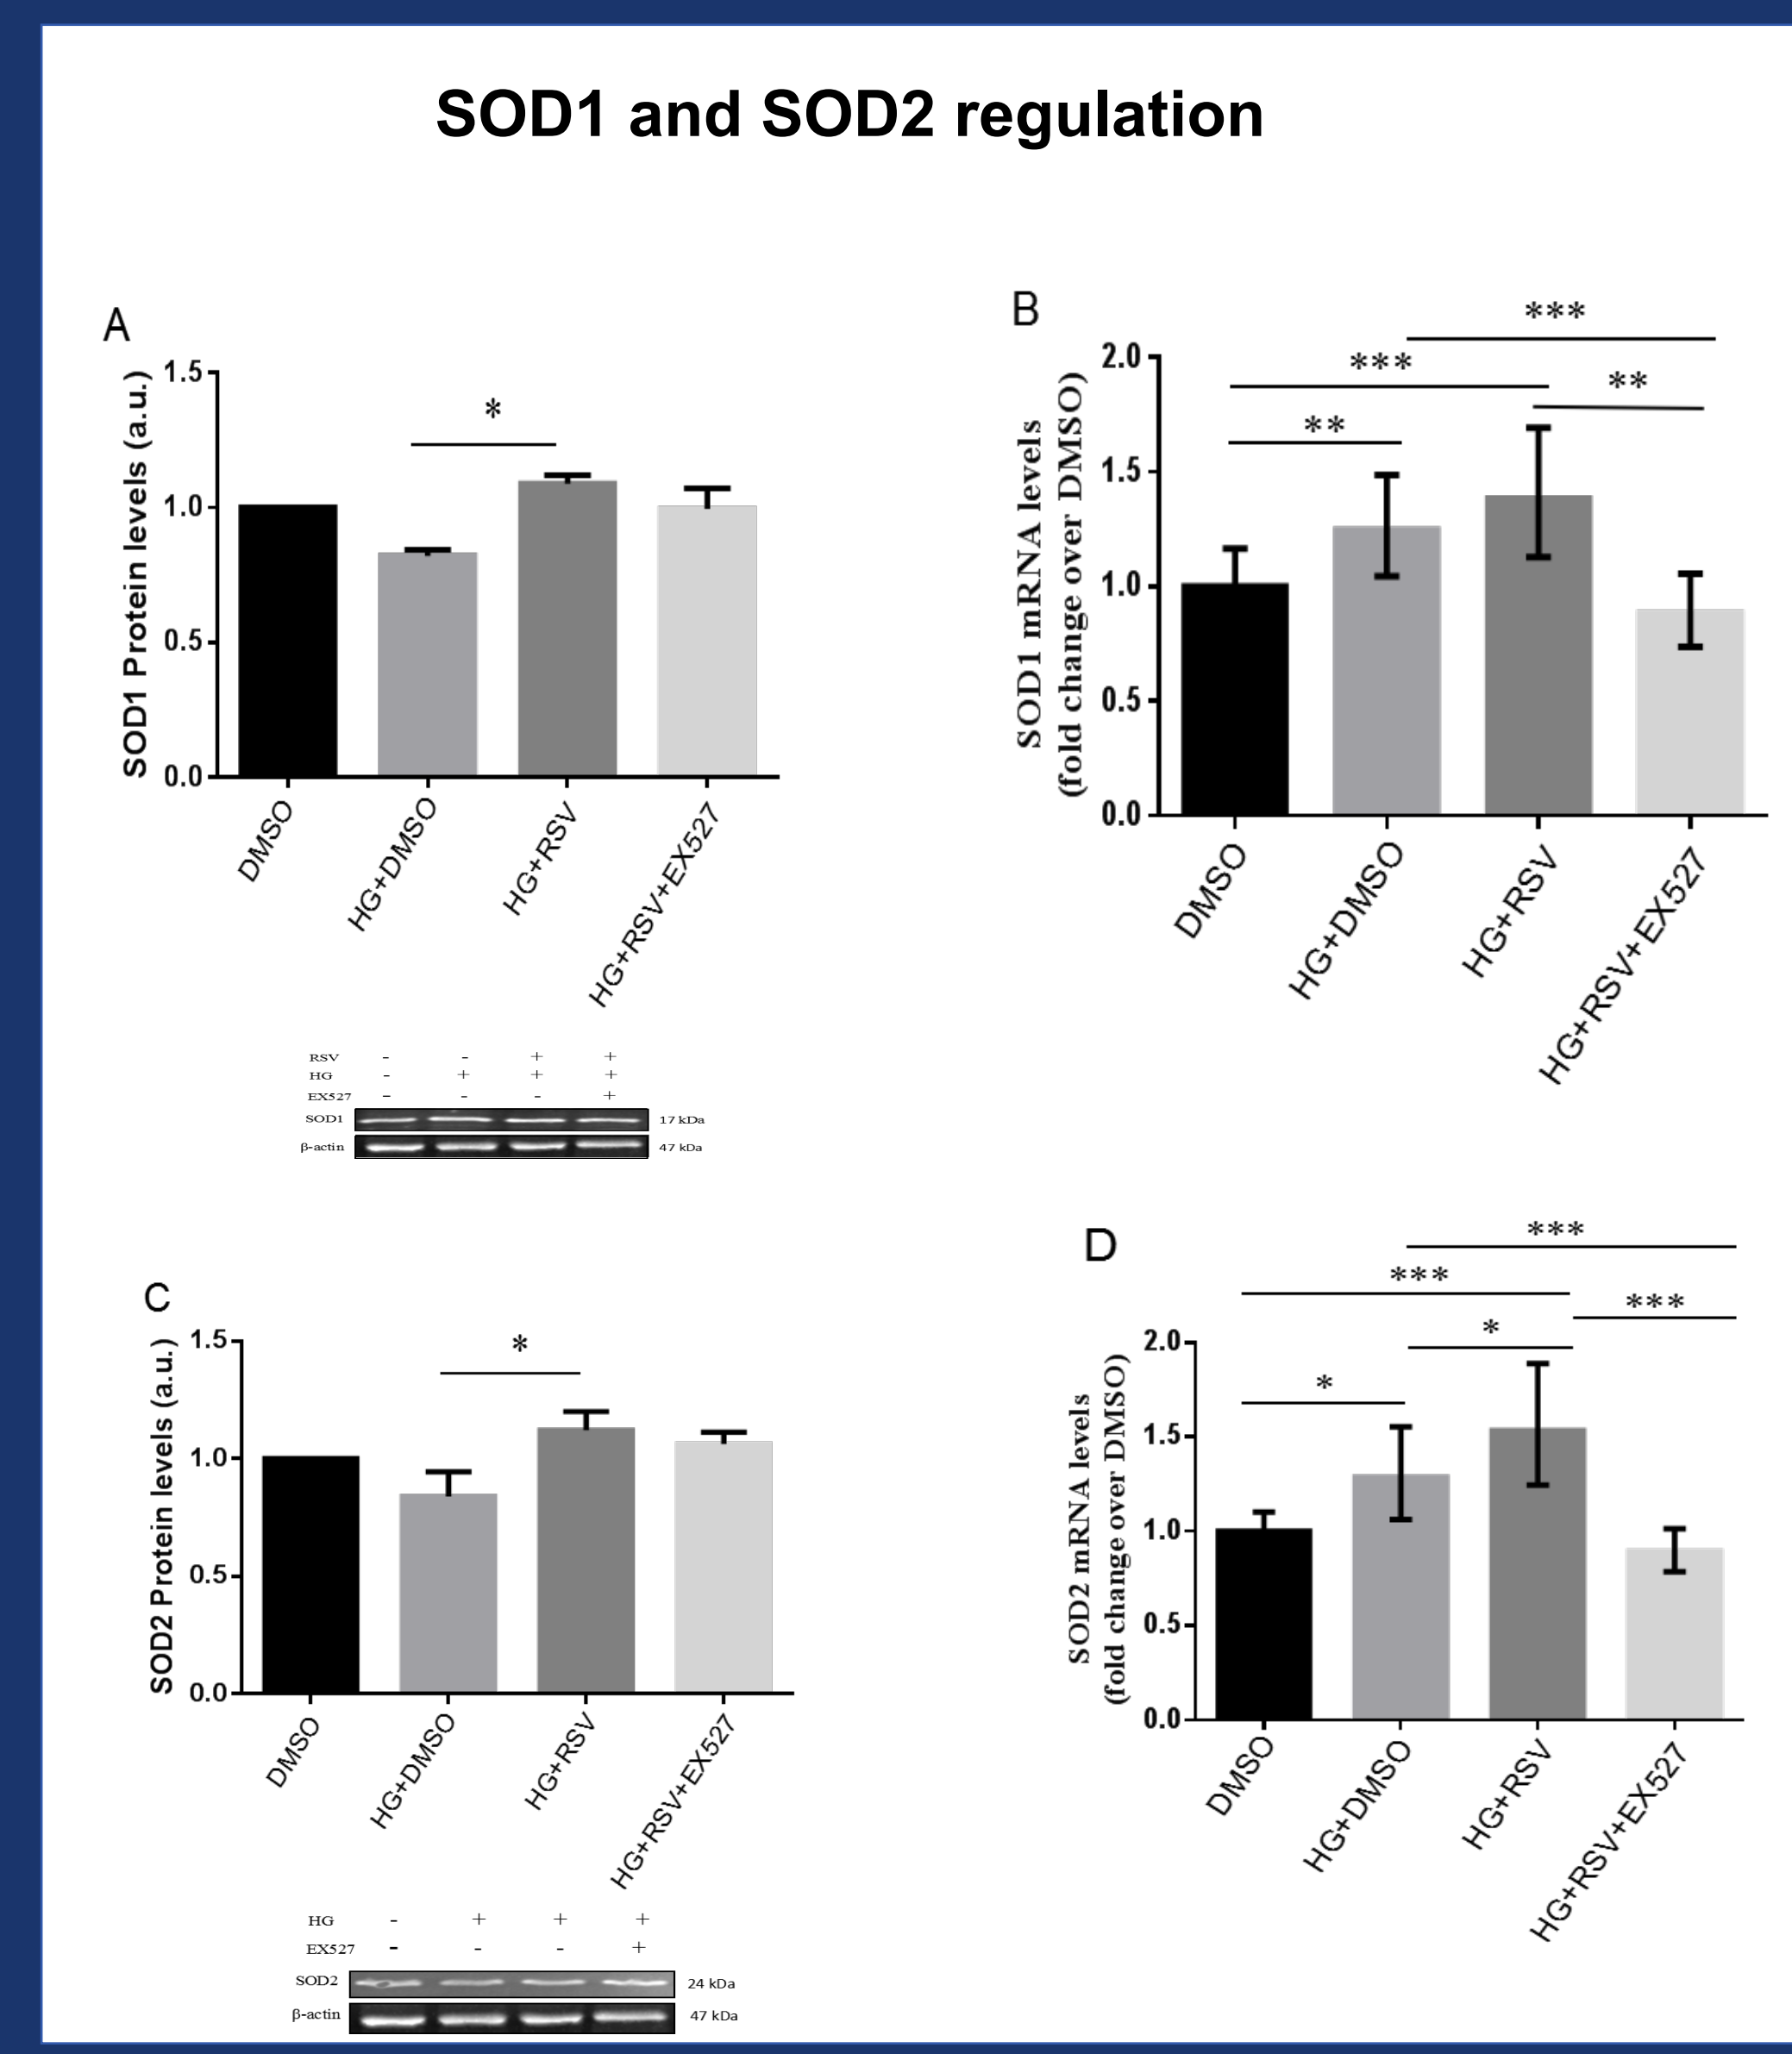 SOD1 and SOD2 regulation
A
SOD1 Protein levels (a.u.)
1.5
1.0
0.5
0.0
*
DMSO
HG+DMSO
HG+RSV
HG+RSV+EX527
RSV - - + +
HG - + + +
EX527 - - - +
SOD1 17 kDa
β-actin 47 kDa
B
SOD1 mRNA levels
(fold change over DMSO)
2.0
1.5
1.0
0.5
0.0
***
***
**
**
DMSO
HG+DMSO
HG+RSV
HG+RSV+EX527
C
SOD2 Protein levels (a.u.)
1.5
1.0
0.5
0.0
*
DMSO
HG+DMSO
HG+RSV
HG+RSV+EX527
HG - + + +
EX527 - - - +
SOD2 24 kDa
β-actin 47 kDa
D
SOD2 mRNA levels
(fold change over DMSO)
2.0
1.5
1.0
0.5
0.0
***
***
***
*
*
DMSO
HG+DMSO
HG+RSV
HG+RSV+EX527